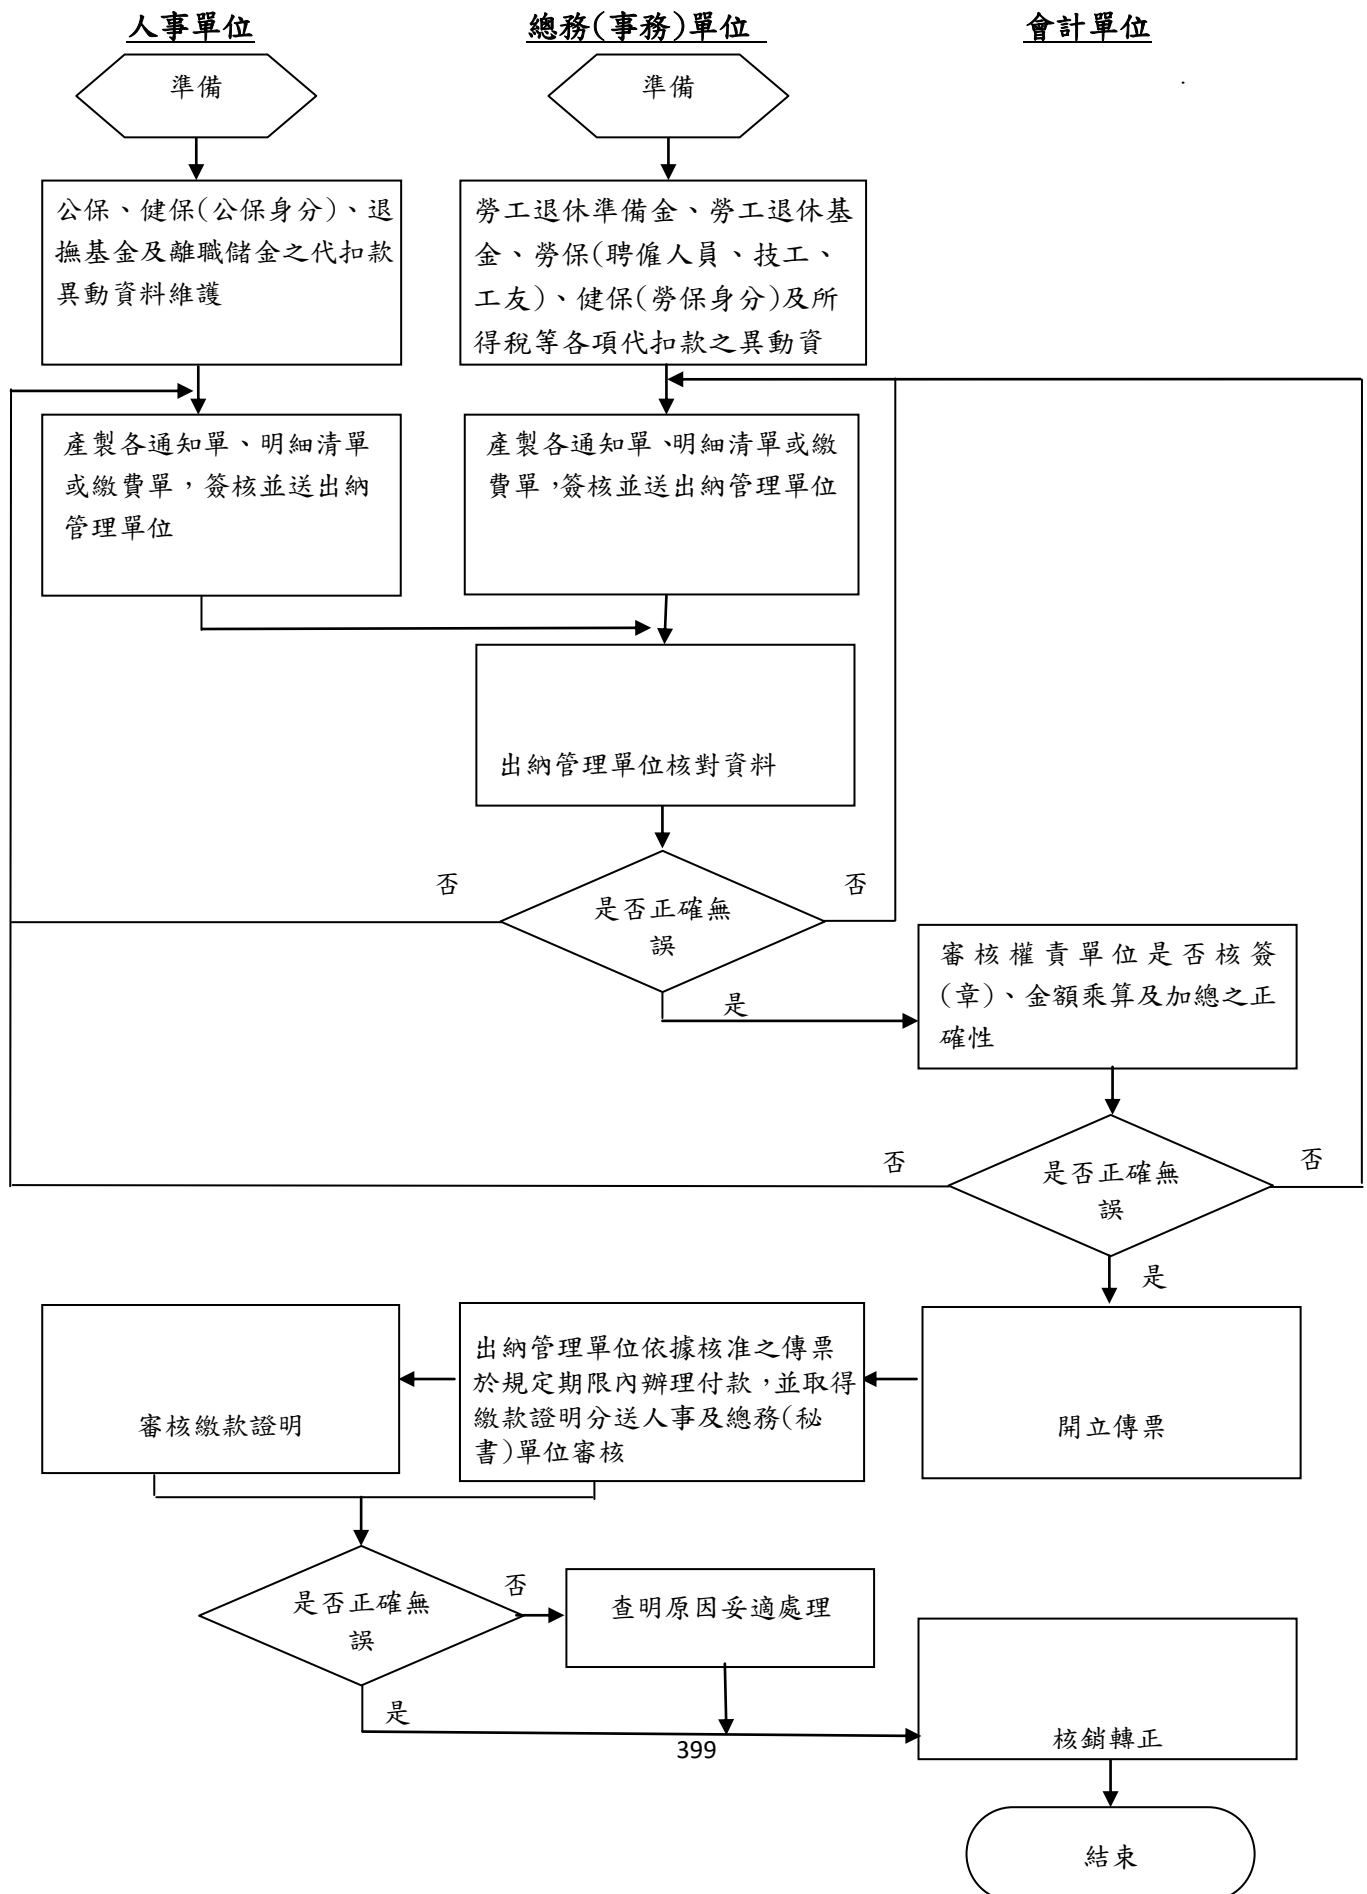 人事單位
總務(事務)單位
會計單位
準備
準備
公保、健保(公保身分)、退
撫基金及離職儲金之代扣款
異動資料維護
勞工退休準備金、勞工退休基
金、勞保(聘僱人員、技工、
工友)、健保(勞保身分)及所
得稅等各項代扣款之異動資
產製各通知單、明細清單
或繳費單，簽核並送出納
管理單位
產製各通知單、明細清單或繳
費單，簽核並送出納管理單位
出納管理單位核對資料
否
是否正確無
誤
否
是
審核權責單位是否核簽
(章)、金額乘算及加總之正
確性
否
是否正確無
誤
否
是
審核繳款證明
出納管理單位依據核准之傳票
於規定期限內辦理付款，並取得
繳款證明分送人事及總務(秘
書)單位審核
開立傳票
是否正確無
誤
否
查明原因妥適處理
是
核銷轉正
399
結束